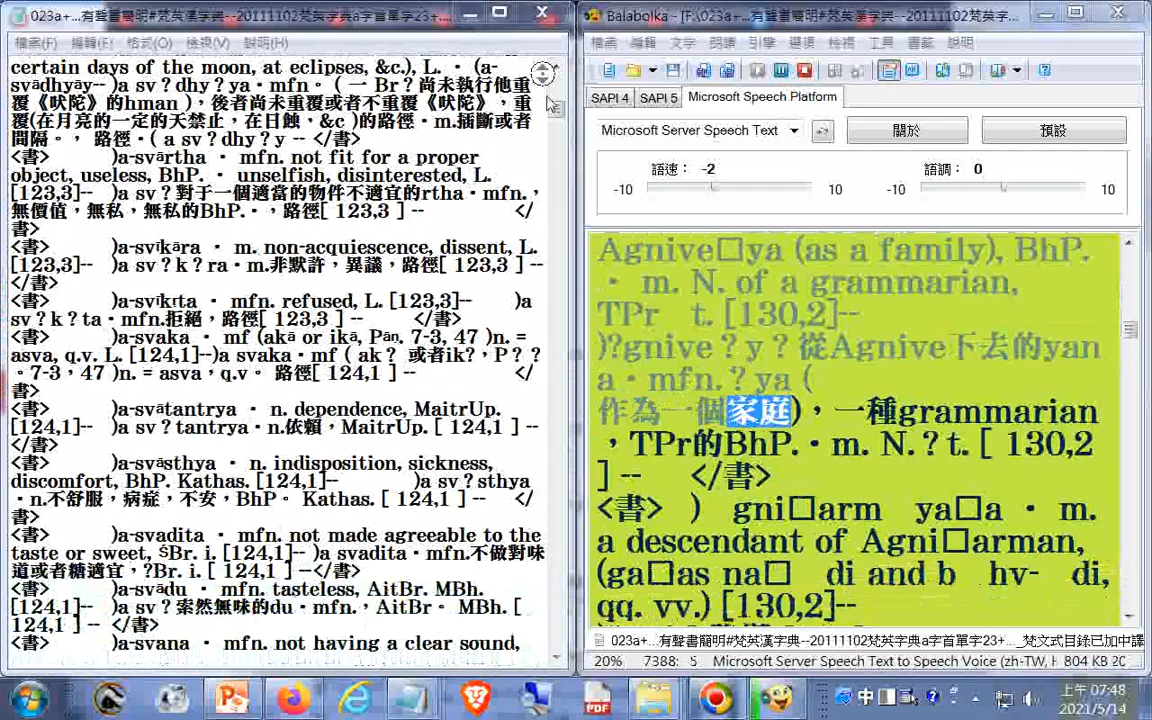 023a+...有聲書簡明#梵英漢字典--20111102梵英字典a字首單字23+...
檔案(F) 編輯(E) 格式(O) 檢視(V) 說明(H)
certain days of the moon, at eclipses, &c.), L. · (a-
svādhyāy-- )a sv?dhy?ya·mfn。( 一 Br?尚未執行他重
覆《吠陀》的hman )，後者尚未重覆或者不重覆《吠陀》，重
覆(在月亮的一定的天禁止，在日蝕，&c )的路徑·m.插斷或者
間隔。，路徑·( a sv?dhy?y -- </書>
<書> )a-svārtha · mfn. not fit for a proper
object, useless, BhP. · unselfish, disinterested, L.
[123,3]-- )a sv?對于一個適當的物件不適宜的rtha·mfn.，
無價值，無私，無私的BhP.·，路徑[ 123,3 ] -- </
書>
<書> )a-svīkāra · m. non-acquiescence, dissent, L.
[123,3]-- )a sv?k?ra·m.非默許，異議，路徑[ 123,3 ] --
</書>
<書> )a-svīkrta · mfn. refused, L. [123,3]-- )a
sv?k?ta·mfn.拒絕，路徑[ 123,3 ] </書>
<書> )a-svaka · mf (akā or ikā, Pān. 7-3, 47 )n. =
asva, q.v. L. [124,1]--)a svaka·mf ( ak? 或者ik?，P??
。7-3，47 )n. = asva，q.v。 路徑[ 124,1 ] </
書>
<書> )a-svātantrya · n. dependence, MaitrUp.
[124,1]-- )a sv?tantrya·n.依賴，MaitrUp. [ 124,1 ] --
</書>
<書> )a-svāsthya · n. indisposition, sickness,
discomfort, BhP. Kathas. [124,1]-- )a sv?sthya
·n.不舒服，病症，不安，BhP。 Kathas. [ 124,1 ] -- </
書>
<書> )a-svadita · mfn. not made agreeable to the
taste or sweet, ŚBr. i. [124,1]-- )a svadita·mfn.不做對味
道或者糖適宜，?Br. i. [ 124,1 ] --</書>
<書> )a-svādu · mfn. tasteless, AitBr. MBh.
[124,1]-- )a sv?索然無味的du·mfn.，AitBr。 MBh. [
124,1 ] -- </書>
<書> )a-svana · mfn. not having a clear sound,
Balabolka - [F:\023a+...有聲書簡明#梵英漢字典--20111102梵英字...
檔案 編輯 文字 朗讀 引擎 選項 檢視 工具 書籤 說明
SAPI 4 SAPI 5 Microsoft Speech Platform
Microsoft Server Speech Text 關於 預設
語速： -2 語調： 0
-10 10 -10 10
Agnive□ya (as a family), BhP.
· m. N. of a grammarian,
TPr t. [130,2]--
)?gnive?y?從Agnive下去的yan
a·mfn.?ya (
作為一個家庭)，一種grammarian
，TPr的BhP.·m. N.?t. [ 130,2
] -- </書>
<書> ) gni□arm ya□a · m.
a descendant of Agni□arman,
(ga□as na□ di and b hv- di,
qq. vv.) [130,2]--
023a+...有聲書簡明#梵英漢字典--20111102梵英字典a字首單字23+..._梵文式目錄已加中譯
20% 7388: 5 Microsoft Server Speech Text to Speech Voice (zh-TW, H 804 KB 20
中
上午 07:48
2021/5/14